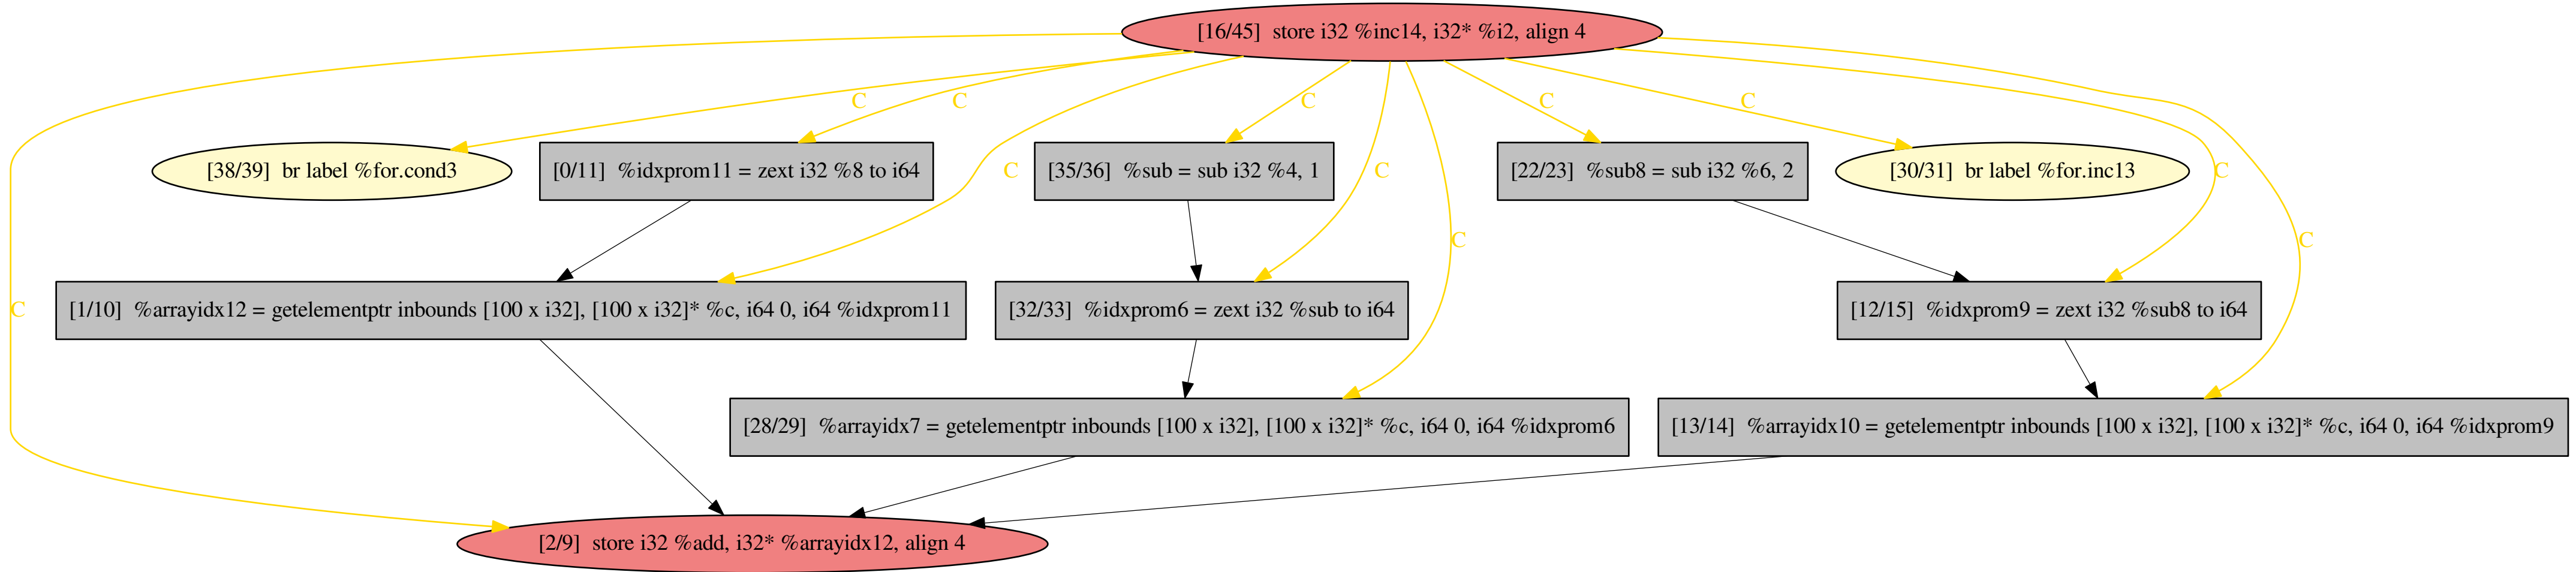 [16/45] store i32 %inc14, i32* %i2, align 4
C
C
C
C
C
[38/39] br label %for.cond3
[0/11] %idxprom11 = zext i32 %8 to i64
C
[35/36] %sub = sub i32 %4, 1
C
[22/23] %sub8 = sub i32 %6, 2
[30/31] br label %for.inc13
C
C
C
C
[1/10] %arrayidx12 = getelementptr inbounds [100 x i32], [100 x i32]* %c, i64 0, i64 %idxprom11
[32/33] %idxprom6 = zext i32 %sub to i64
[12/15] %idxprom9 = zext i32 %sub8 to i64
[28/29] %arrayidx7 = getelementptr inbounds [100 x i32], [100 x i32]* %c, i64 0, i64 %idxprom6
[13/14] %arrayidx10 = getelementptr inbounds [100 x i32], [100 x i32]* %c, i64 0, i64 %idxprom9
[2/9] store i32 %add, i32* %arrayidx12, align 4